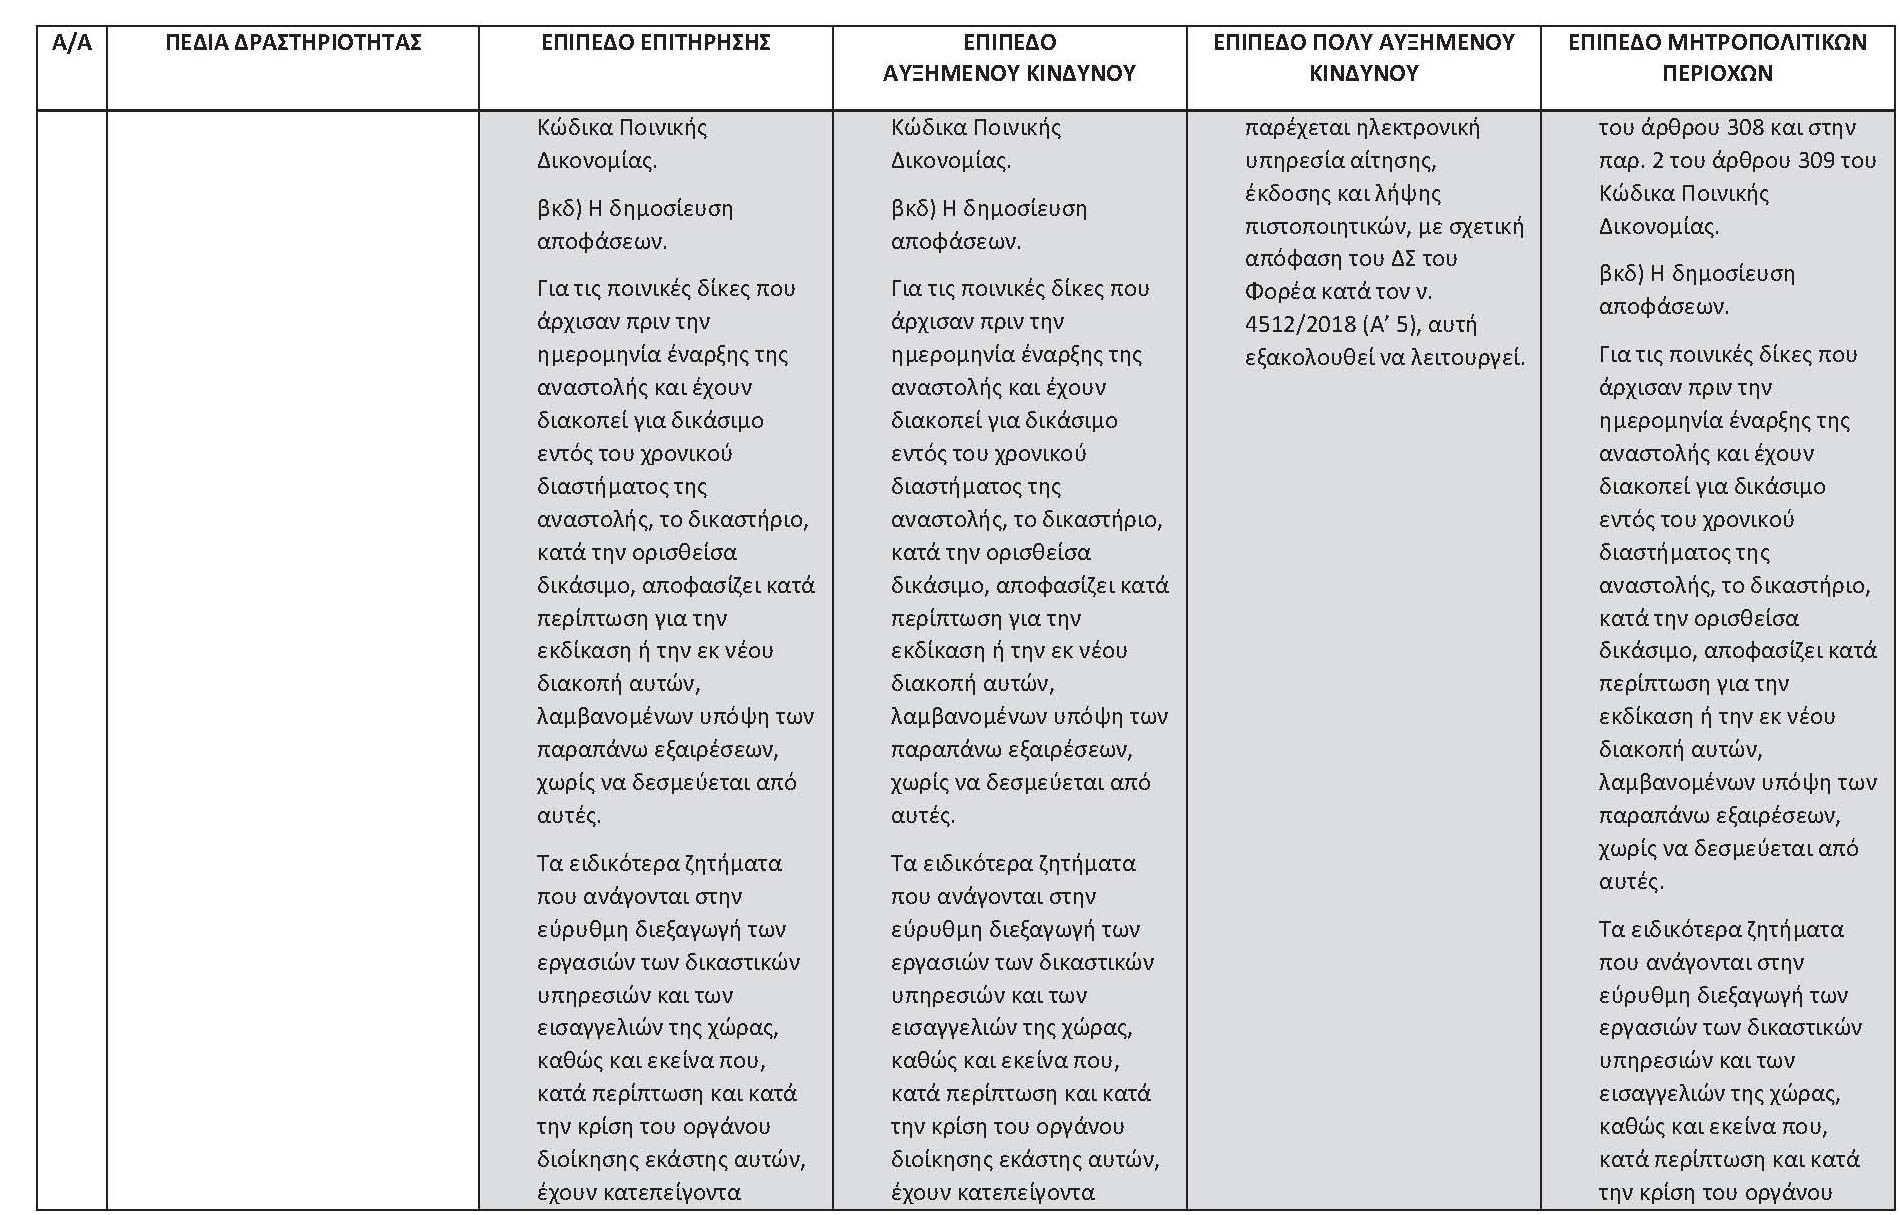 Α/Α
ΠΕΔΙΑ ΔΡΑΣΤΗΡΙΟΤΗΤΑΣ
ΕΠΙΠΕΔΟ ΕΠΙΤΗΡΗΣΗΣ
ΕΠΙΠΕΔΟ
ΑΥΞΗΜΕΝΟΥ ΚΙΝΔΥΝΟΥ
ΕΠΙΠΕΔΟ ΠΟΛΥ ΑΥΞΗΜΕΝΟΥ
ΚΙΝΔΥΝΟΥ
ΕΠΙΠΕΔΟ ΜΗΤΡΟΠΟΛΙΤΙΚΩΝ
ΠΕΡΙΟΧΩΝ
Κώδικα Ποινικής
Δικονομίας.
βκδ) Η δημοσίευση
αποφάσεων.
Για τις ποινικές δίκες που
άρχισαν πριν την
ημερομηνία έναρξης της
αναστολής και έχουν
διακοπεί για δικάσιμο
εντός του χρονικού
διαστήματος της
αναστολής, το δικαστήριο,
κατά την ορισθείσα
δικάσιμο, αποφασίζει κατά
περίπτωση για την
εκδίκαση ή την εκ νέου
διακοπή αυτών,
λαμβανομένων υπόψη των
παραπάνω εξαιρέσεων,
χωρίς να δεσμεύεται από
αυτές.
Τα ειδικότερα ζητήματα
που ανάγονται στην
εύρυθμη διεξαγωγή των
εργασιών των δικαστικών
υπηρεσιών και των
εισαγγελιών της χώρας,
καθώς και εκείνα που,
κατά περίπτωση και κατά
την κρίση του οργάνου
διοίκησης εκάστης αυτών,
έχουν κατεπείγοντα
Κώδικα Ποινικής
Δικονομίας.
βκδ) Η δημοσίευση
αποφάσεων.
Για τις ποινικές δίκες που
άρχισαν πριν την
ημερομηνία έναρξης της
αναστολής και έχουν
διακοπεί για δικάσιμο
εντός του χρονικού
διαστήματος της
αναστολής, το δικαστήριο,
κατά την ορισθείσα
δικάσιμο, αποφασίζει κατά
περίπτωση για την
εκδίκαση ή την εκ νέου
διακοπή αυτών,
λαμβανομένων υπόψη των
παραπάνω εξαιρέσεων,
χωρίς να δεσμεύεται από
αυτές.
Τα ειδικότερα ζητήματα
που ανάγονται στην
εύρυθμη διεξαγωγή των
εργασιών των δικαστικών
υπηρεσιών και των
εισαγγελιών της χώρας,
καθώς και εκείνα που,
κατά περίπτωση και κατά
την κρίση του οργάνου
διοίκησης εκάστης αυτών,
έχουν κατεπείγοντα
παρέχεται ηλεκτρονική
υπηρεσία αίτησης,
έκδοσης και λήψης
πιστοποιητικών, με σχετική
απόφαση του ΔΣ του
Φορέα κατά τον ν.
4512/2018 (Α’ 5), αυτή
εξακολουθεί να λειτουργεί.
του άρθρου 308 και στην
παρ. 2 του άρθρου 309 του
Κώδικα Ποινικής
Δικονομίας.
βκδ) Η δημοσίευση
αποφάσεων.
Για τις ποινικές δίκες που
άρχισαν πριν την
ημερομηνία έναρξης της
αναστολής και έχουν
διακοπεί για δικάσιμο
εντός του χρονικού
διαστήματος της
αναστολής, το δικαστήριο,
κατά την ορισθείσα
δικάσιμο, αποφασίζει κατά
περίπτωση για την
εκδίκαση ή την εκ νέου
διακοπή αυτών,
λαμβανομένων υπόψη των
παραπάνω εξαιρέσεων,
χωρίς να δεσμεύεται από
αυτές.
Τα ειδικότερα ζητήματα
που ανάγονται στην
εύρυθμη διεξαγωγή των
εργασιών των δικαστικών
υπηρεσιών και των
εισαγγελιών της χώρας,
καθώς και εκείνα που,
κατά περίπτωση και κατά
την κρίση του οργάνου